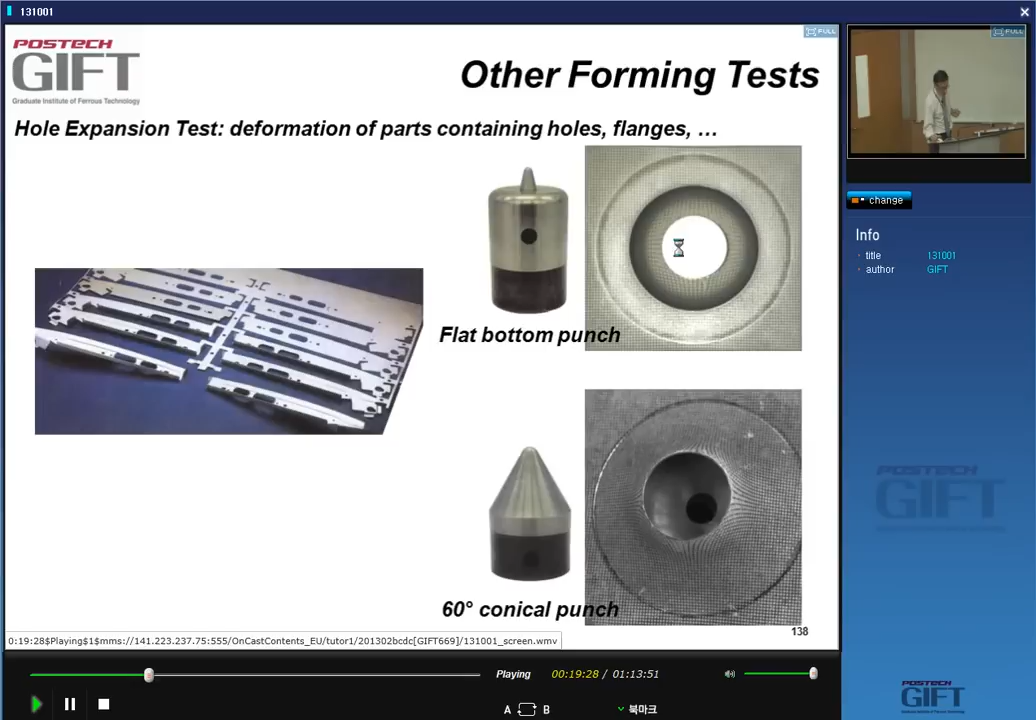 131001
POSTECH
GIFT
Graduate Institute of Ferrous Technology
Other Forming Tests
Hole Expansion Test: deformation of parts containing holes, flanges, …
Flat bottom punch
60° conical punch
138
0:19:28$Playing$1$mms://141.223.237.75:555/OnCastContents_EU/tutor1/201302bcdc[GIFT669]/131001_screen.wmv
Playing
00:19:28 / 01:13:51
A B
북마크
FULL
FULL
change
Info
title 131001
author GIFT
POSTECH
GIFT
POSTECH
GIFT